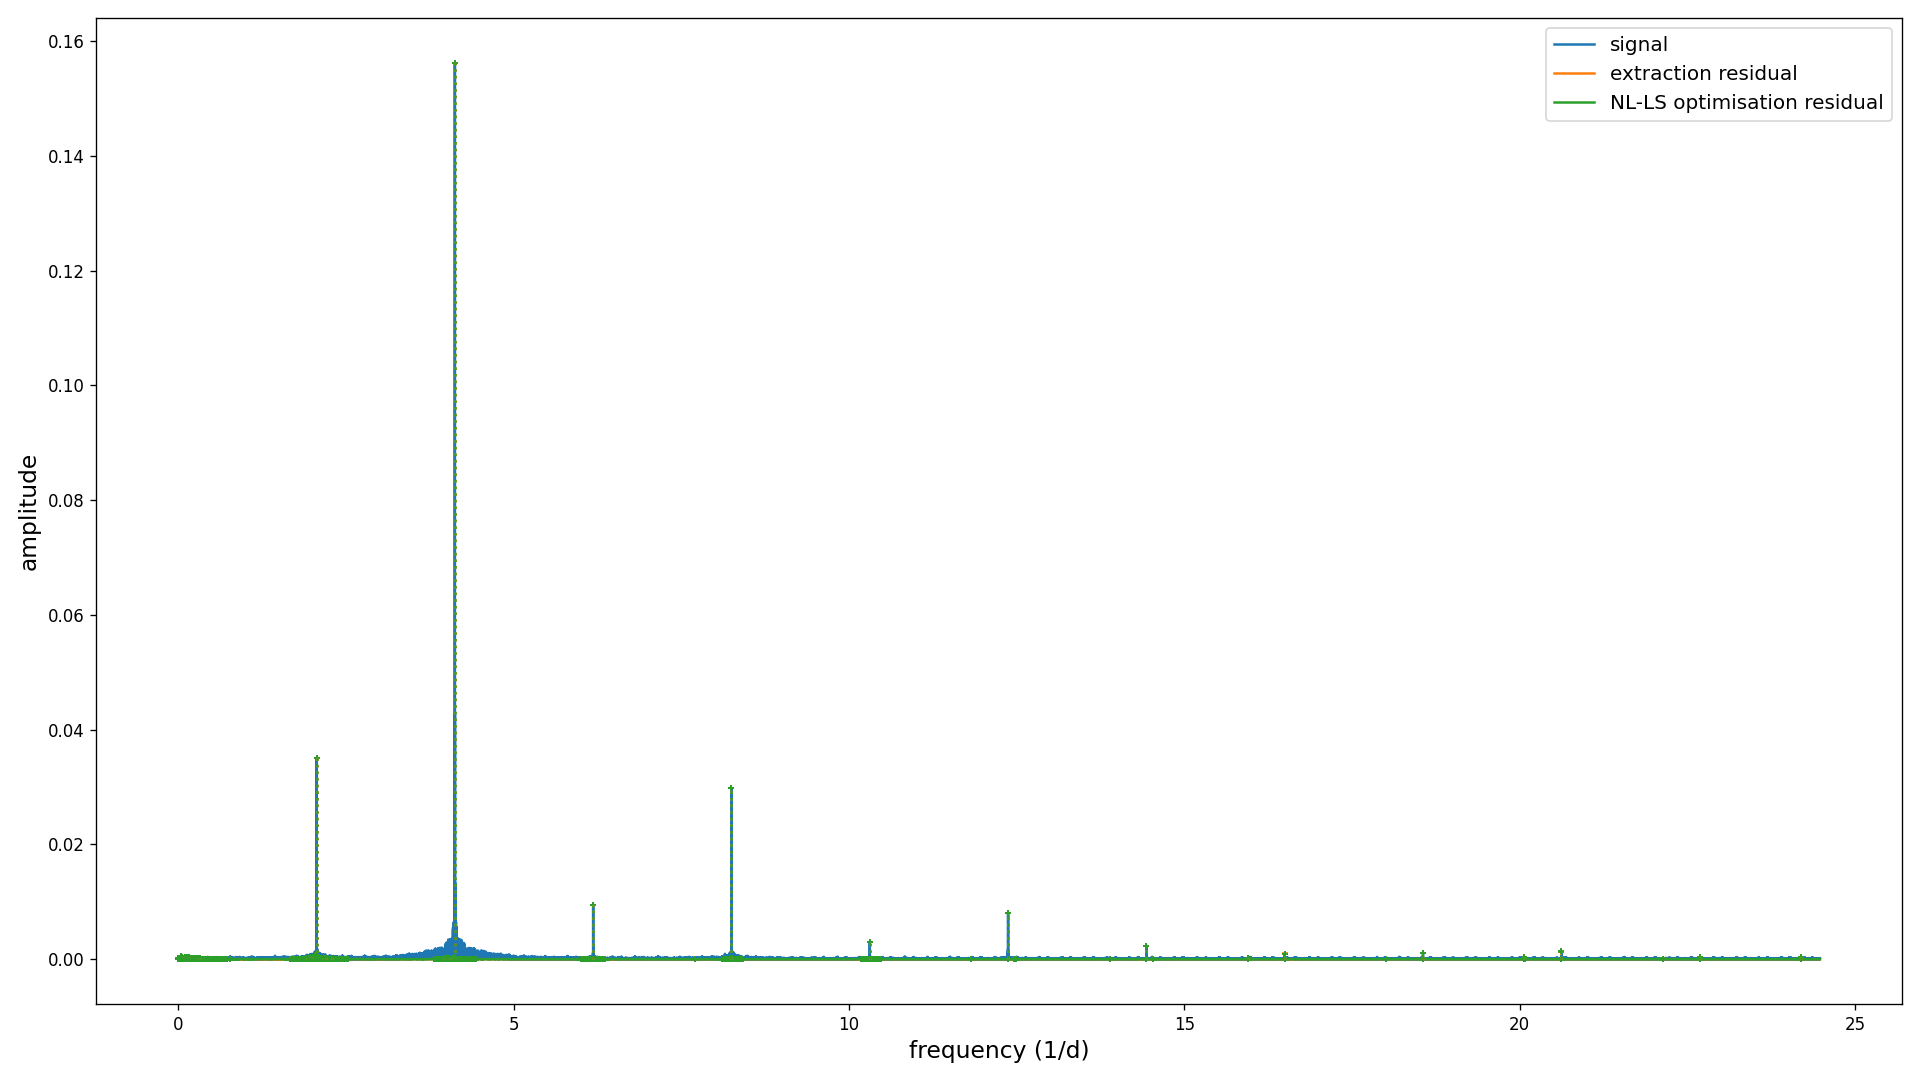 signal
extraction residual
NL-LS optimisation residual
0.16
0.14
0.12
0.10
0.08
0.06
0.04
0.02
0.00
amplitude
0 5 10 15 20 25
frequency (1/d)